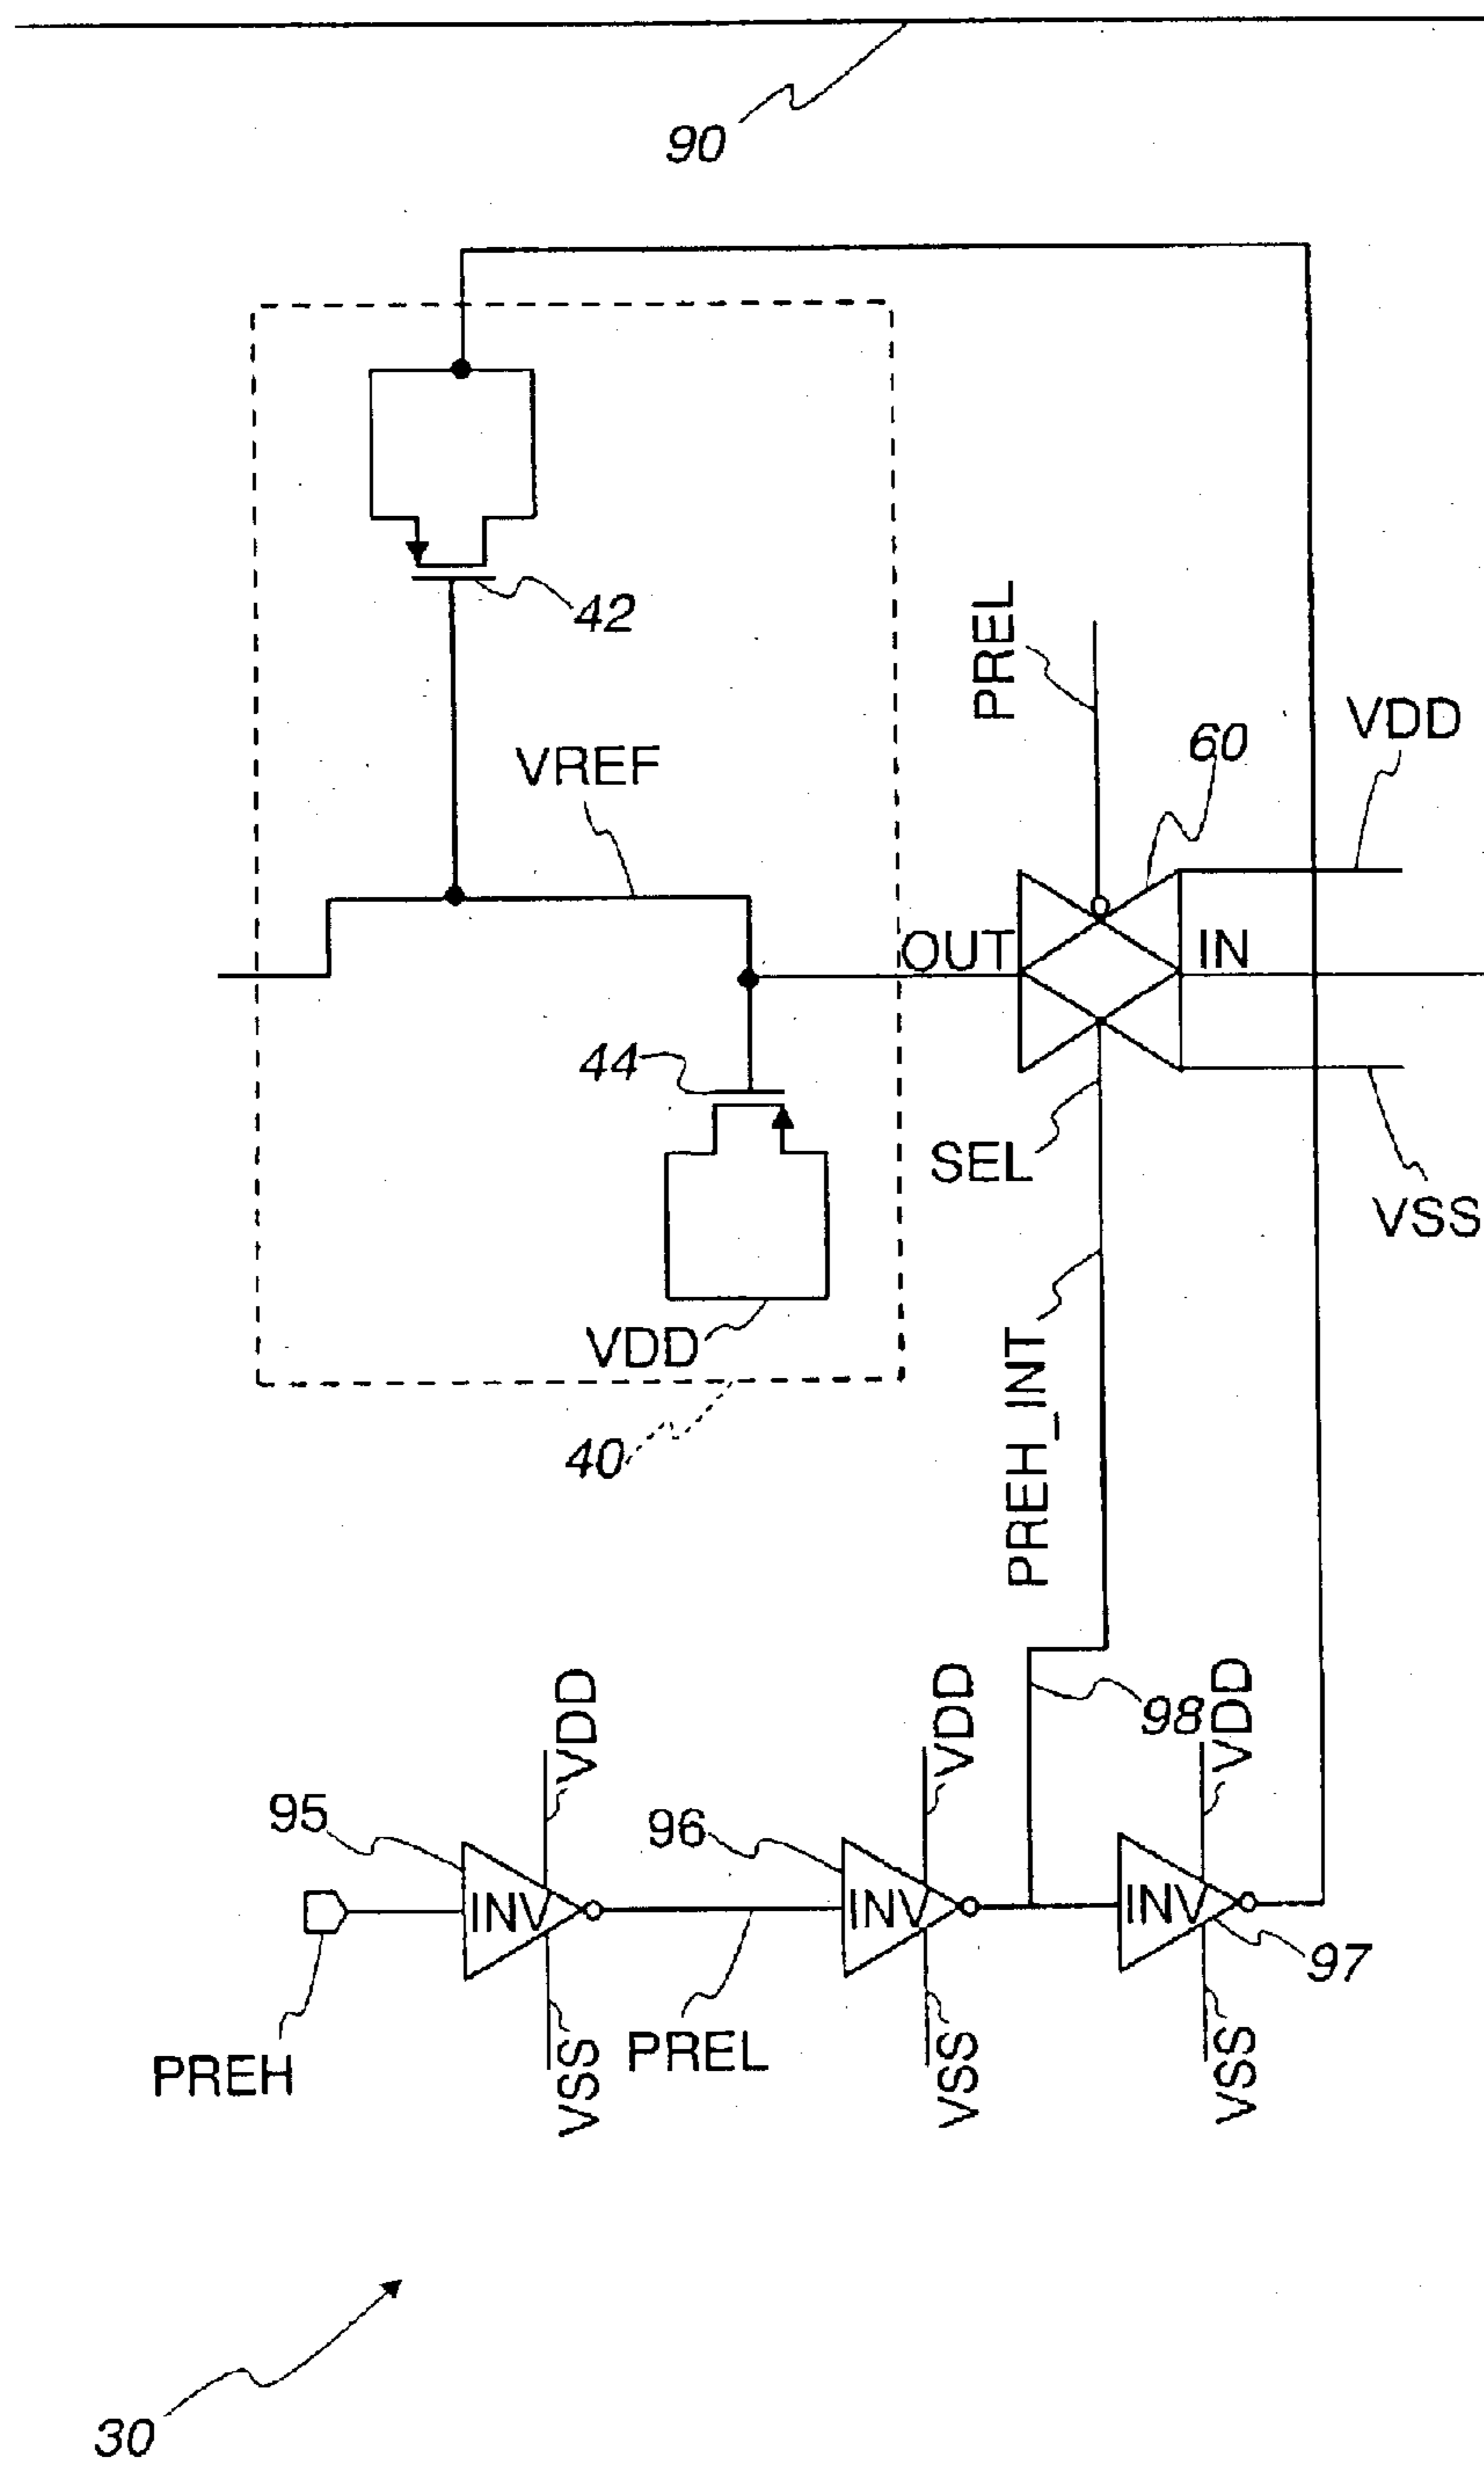 90
42
VREF
PREL
60
VDD
OUT
IN
44
SEL
VSS
VDD
40
PREH_INT
98
VDD
VDD
VDD
95
96
INV
INV
INV
97
PREH
VSS
PREL
VSS
VSS
30